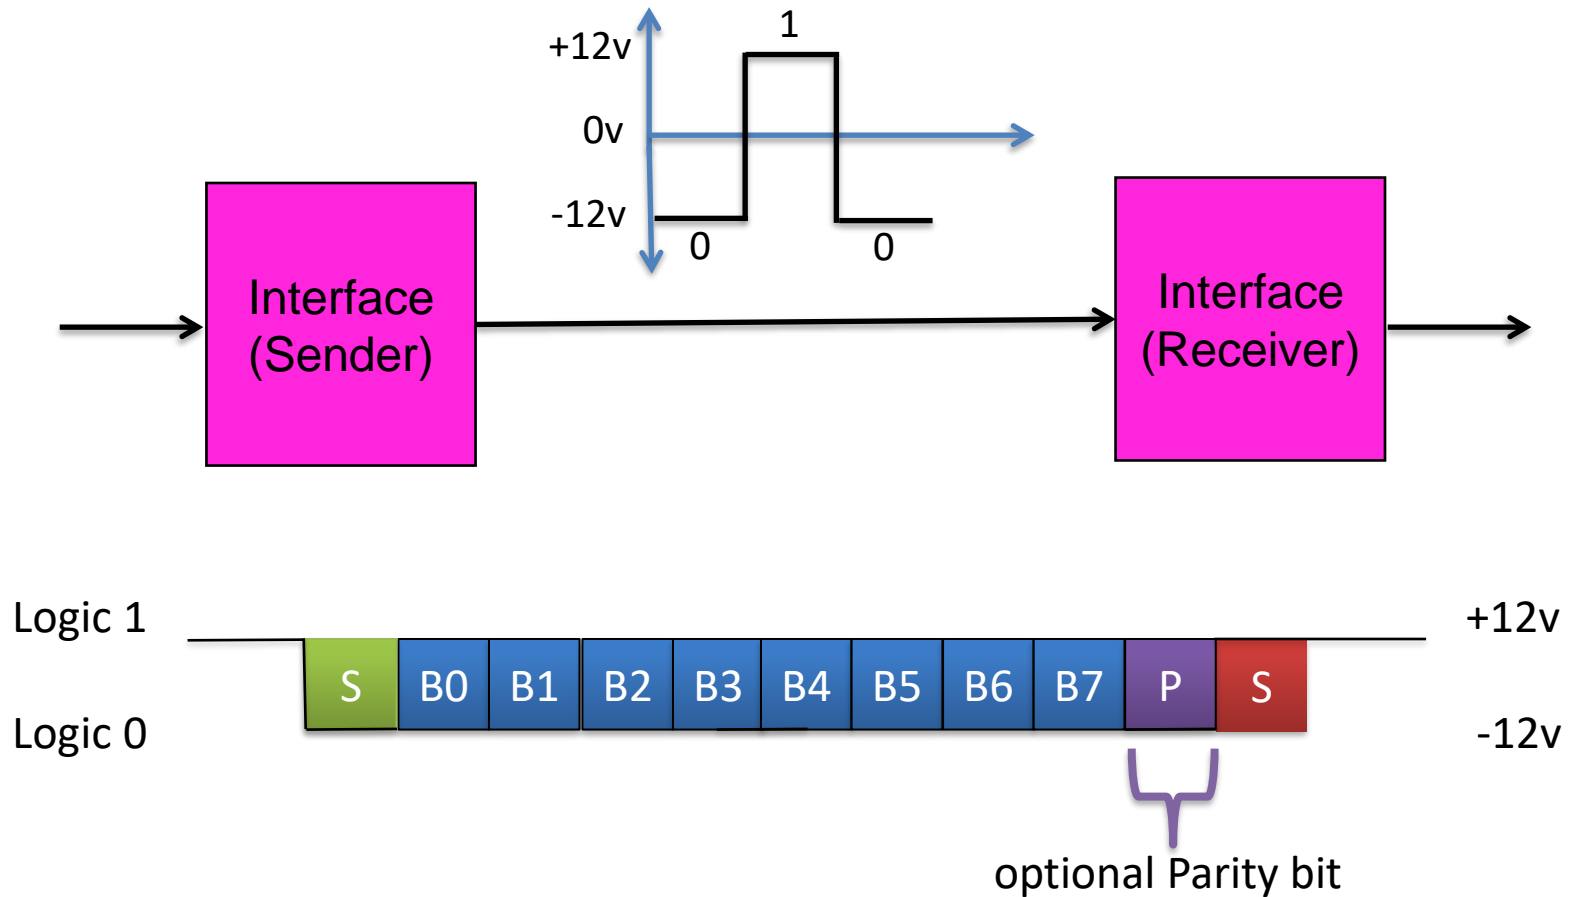 1
+12v
0v
-12v
0
0
Interface
(Sender)
Interface
(Receiver)
Logic 1
+12v
S B0 B1 B2 B3 B4 B5 B6 B7 P S
Logic 0
-12v
optional Parity bit